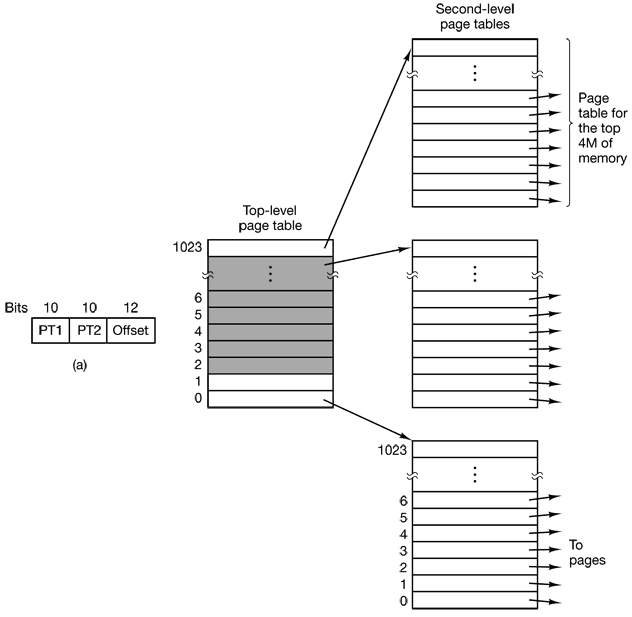 Second-level
page tables
Page
table for
the top
4M of
memory
Top-level
page table
1023
6
5
4
3
2
1
0
Bits 10 10 12
PT1 PT2 Offset
(a)
1023
6
5
4
3
2
1
0
To
pages